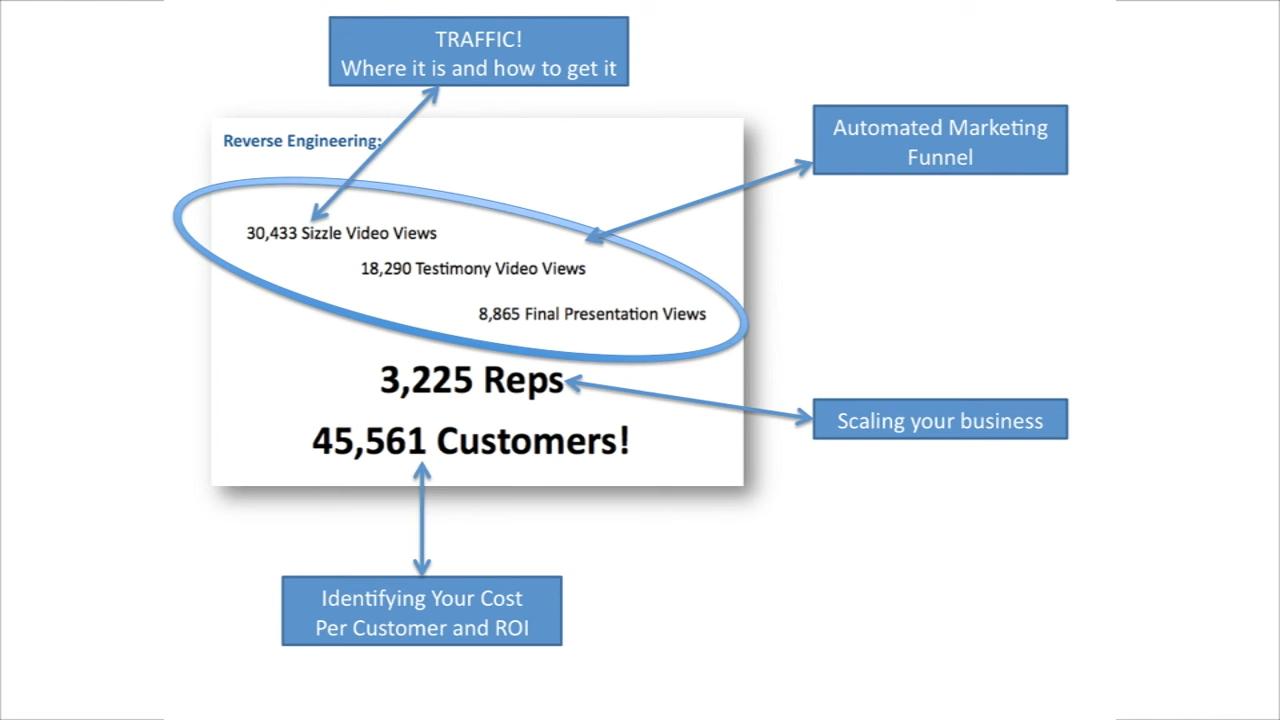 TRAFFIC!
Where it is and how to get it
Automated Marketing
Funnel
Reverse Engineering:
30,433 Sizzle Video Views
18,290 Testimony Video Views
8,865 Final Presentation Views
3,225 Reps
Scaling your business
45,561 Customers!
Identifying Your Cost
Per Customer and ROI